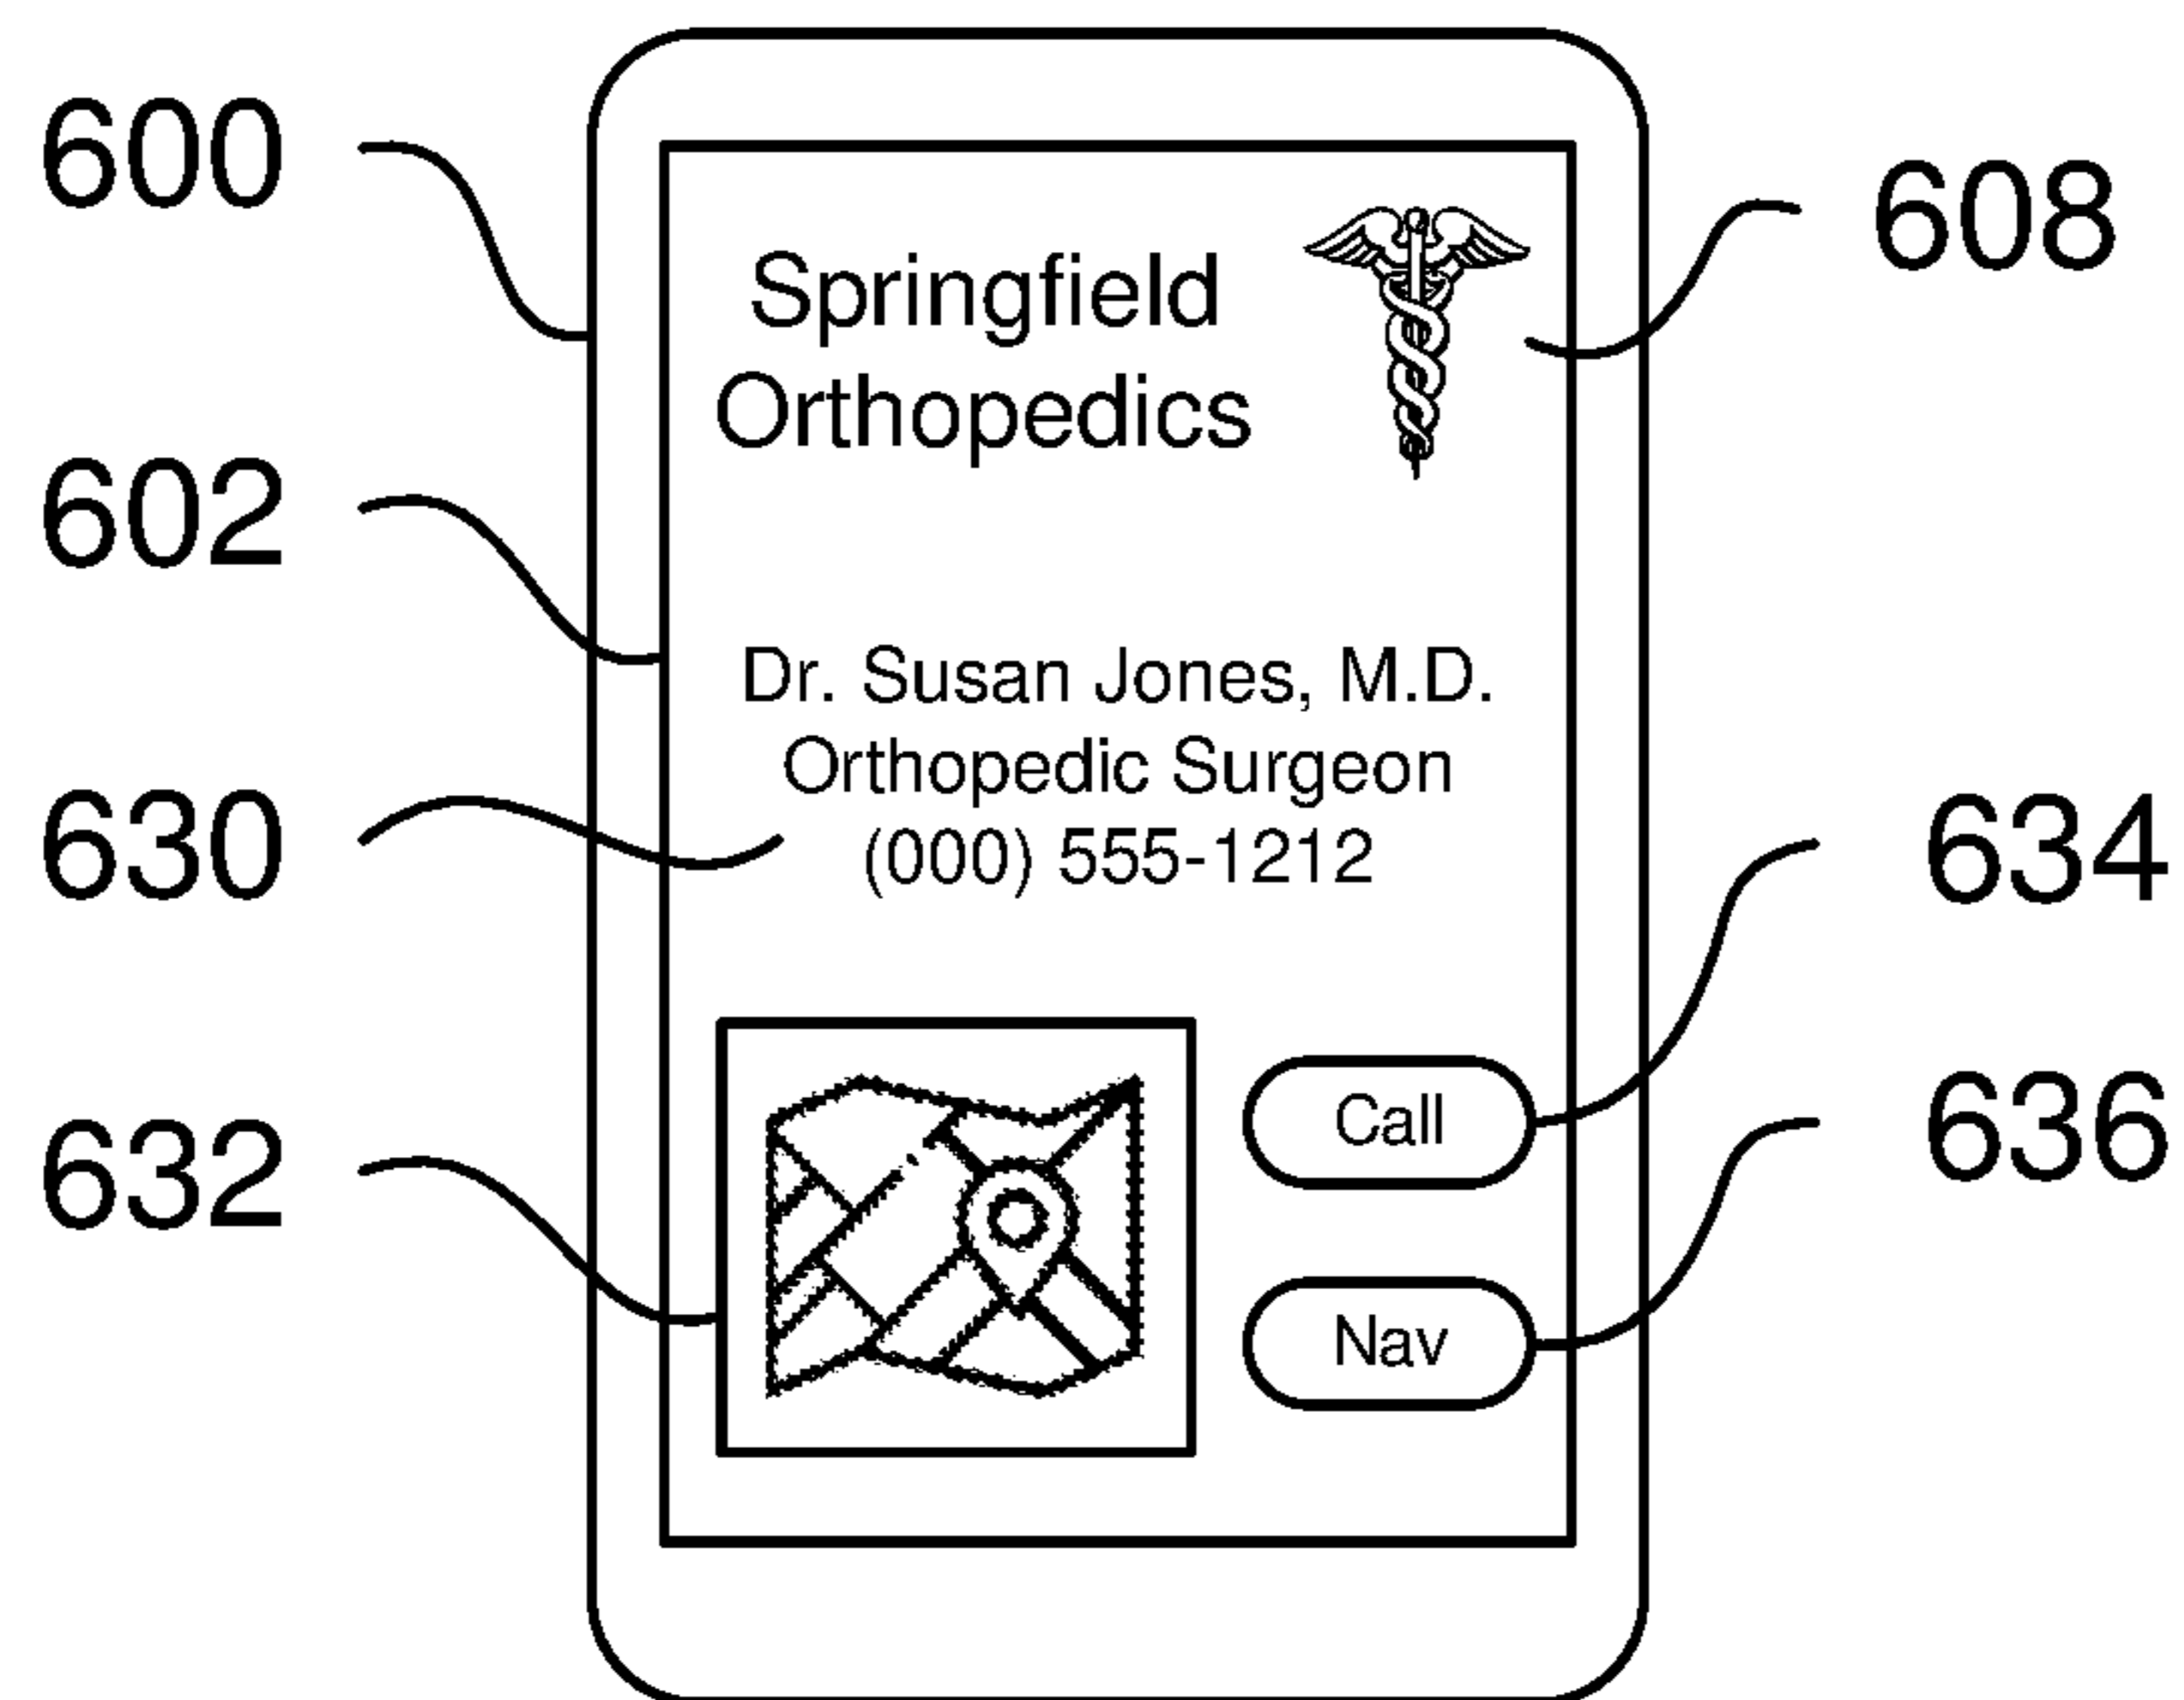 600
608
Springfield
Orthopedics
602
Dr. Susan Jones, M.D.
Orthopedic Surgeon
630
(000) 555-1212
634
Call
636
632
Nav